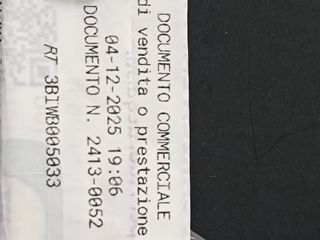 DOCUMENTO COMMERCIALE
di vendita o prestazione
04-12-2025 19:06
DOCUMENTO N. 2413-0052
RT 3BIWB005033